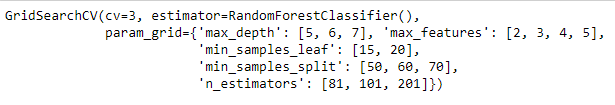 GridSearchCV(cv=3, estimator=RandomForestClassifier(),
             param_grid={'max_depth': [5, 6, 7], 'max_features': [2, 3, 4, 5],
                         'min_samples_leaf': [15, 20],
                         'min_samples_split': [50, 60, 70],
                         'n_estimators': [81, 101, 201]})